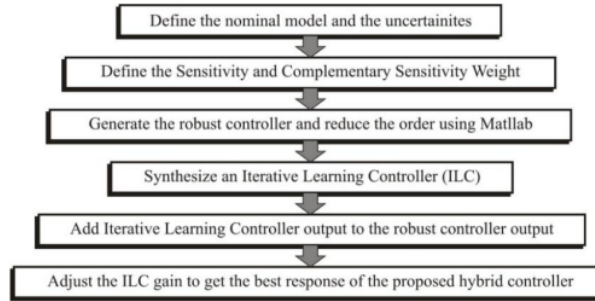 Define the nominal model and the uncertainites
Define the Sensitivity and Complementary Sensitivity Weight
Generate the robust controller and reduce the order using Matllab
Synthesize an Iterative Learning Controller (ILC)
Add Iterative Learning Controller output to the robust controller output
Adjust the ILC gain to get the best response of the proposed hybrid controller